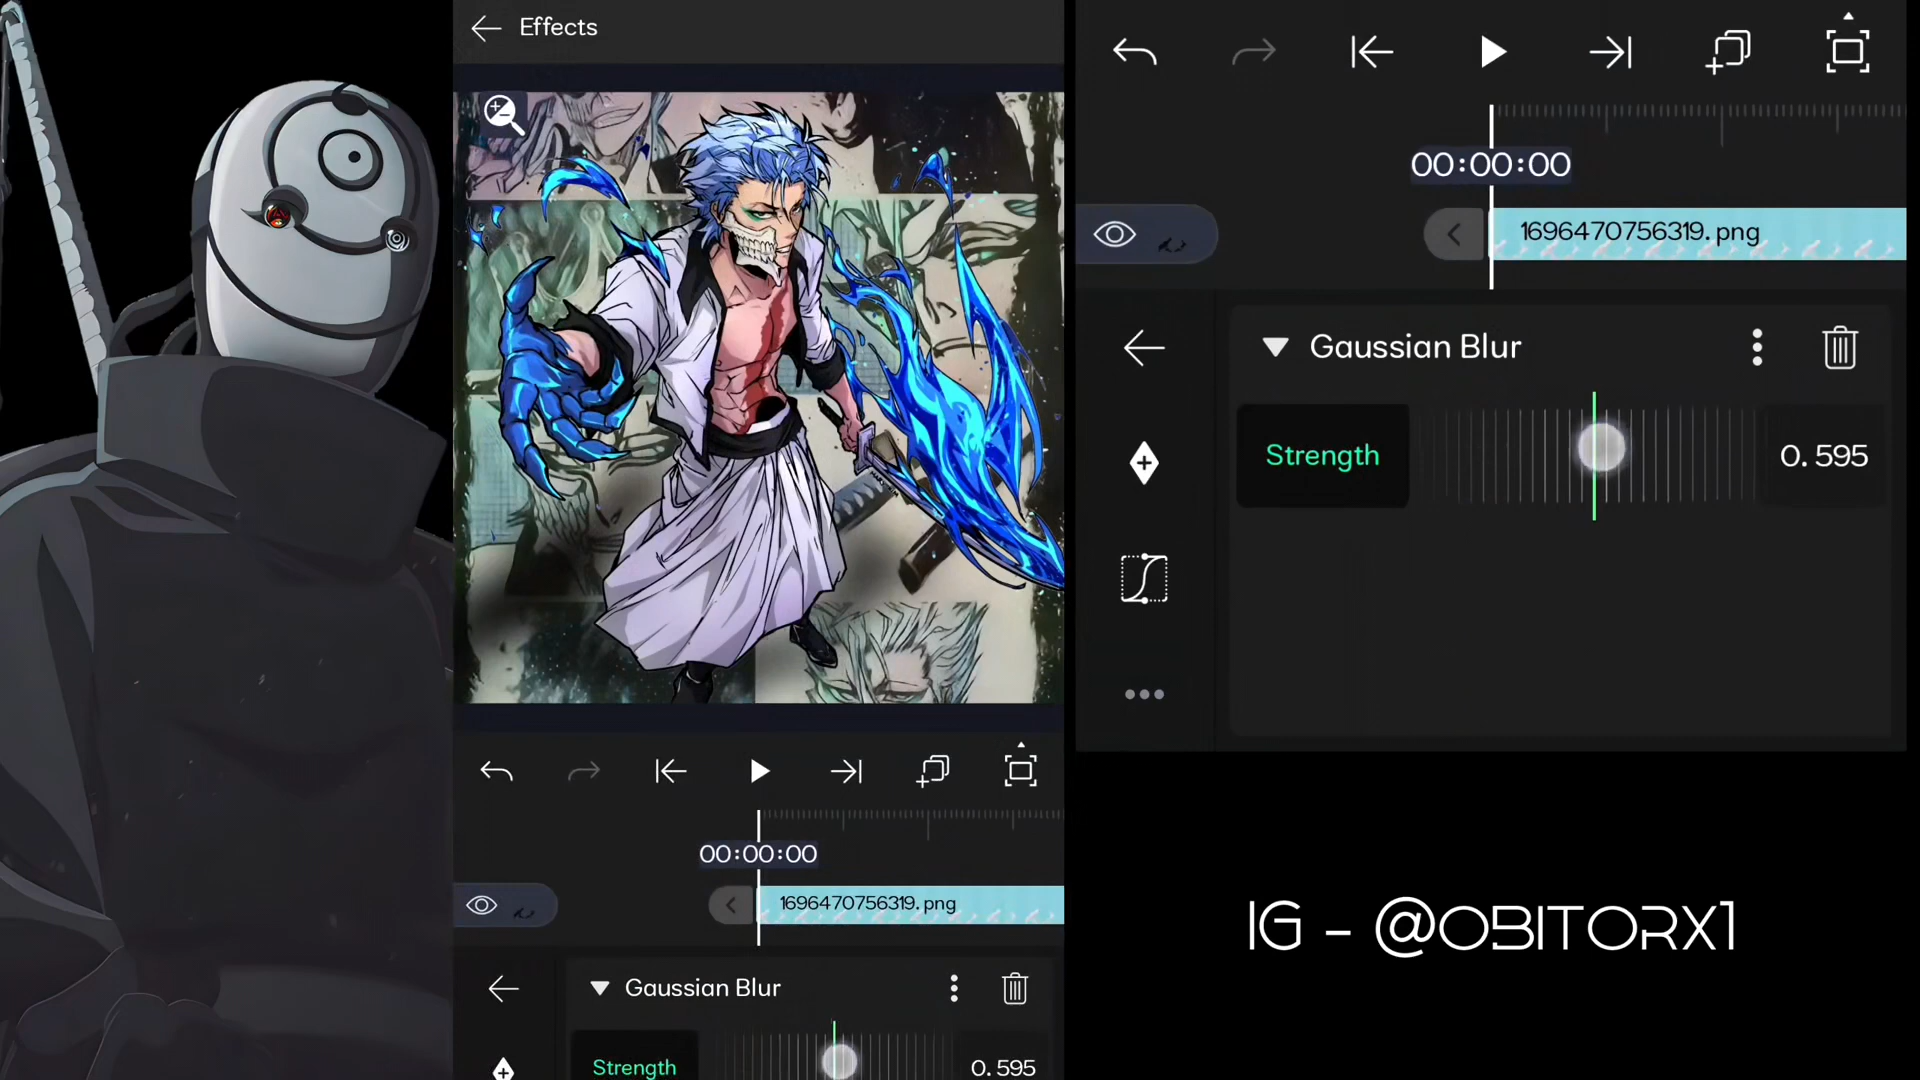 Effects
00:00:00
1696470756319.png
Gaussian Blur
Strength
0.595
00:00:00
1696470756319.png
Gaussian Blur
Strength
0.595
IG - @OBITORX1